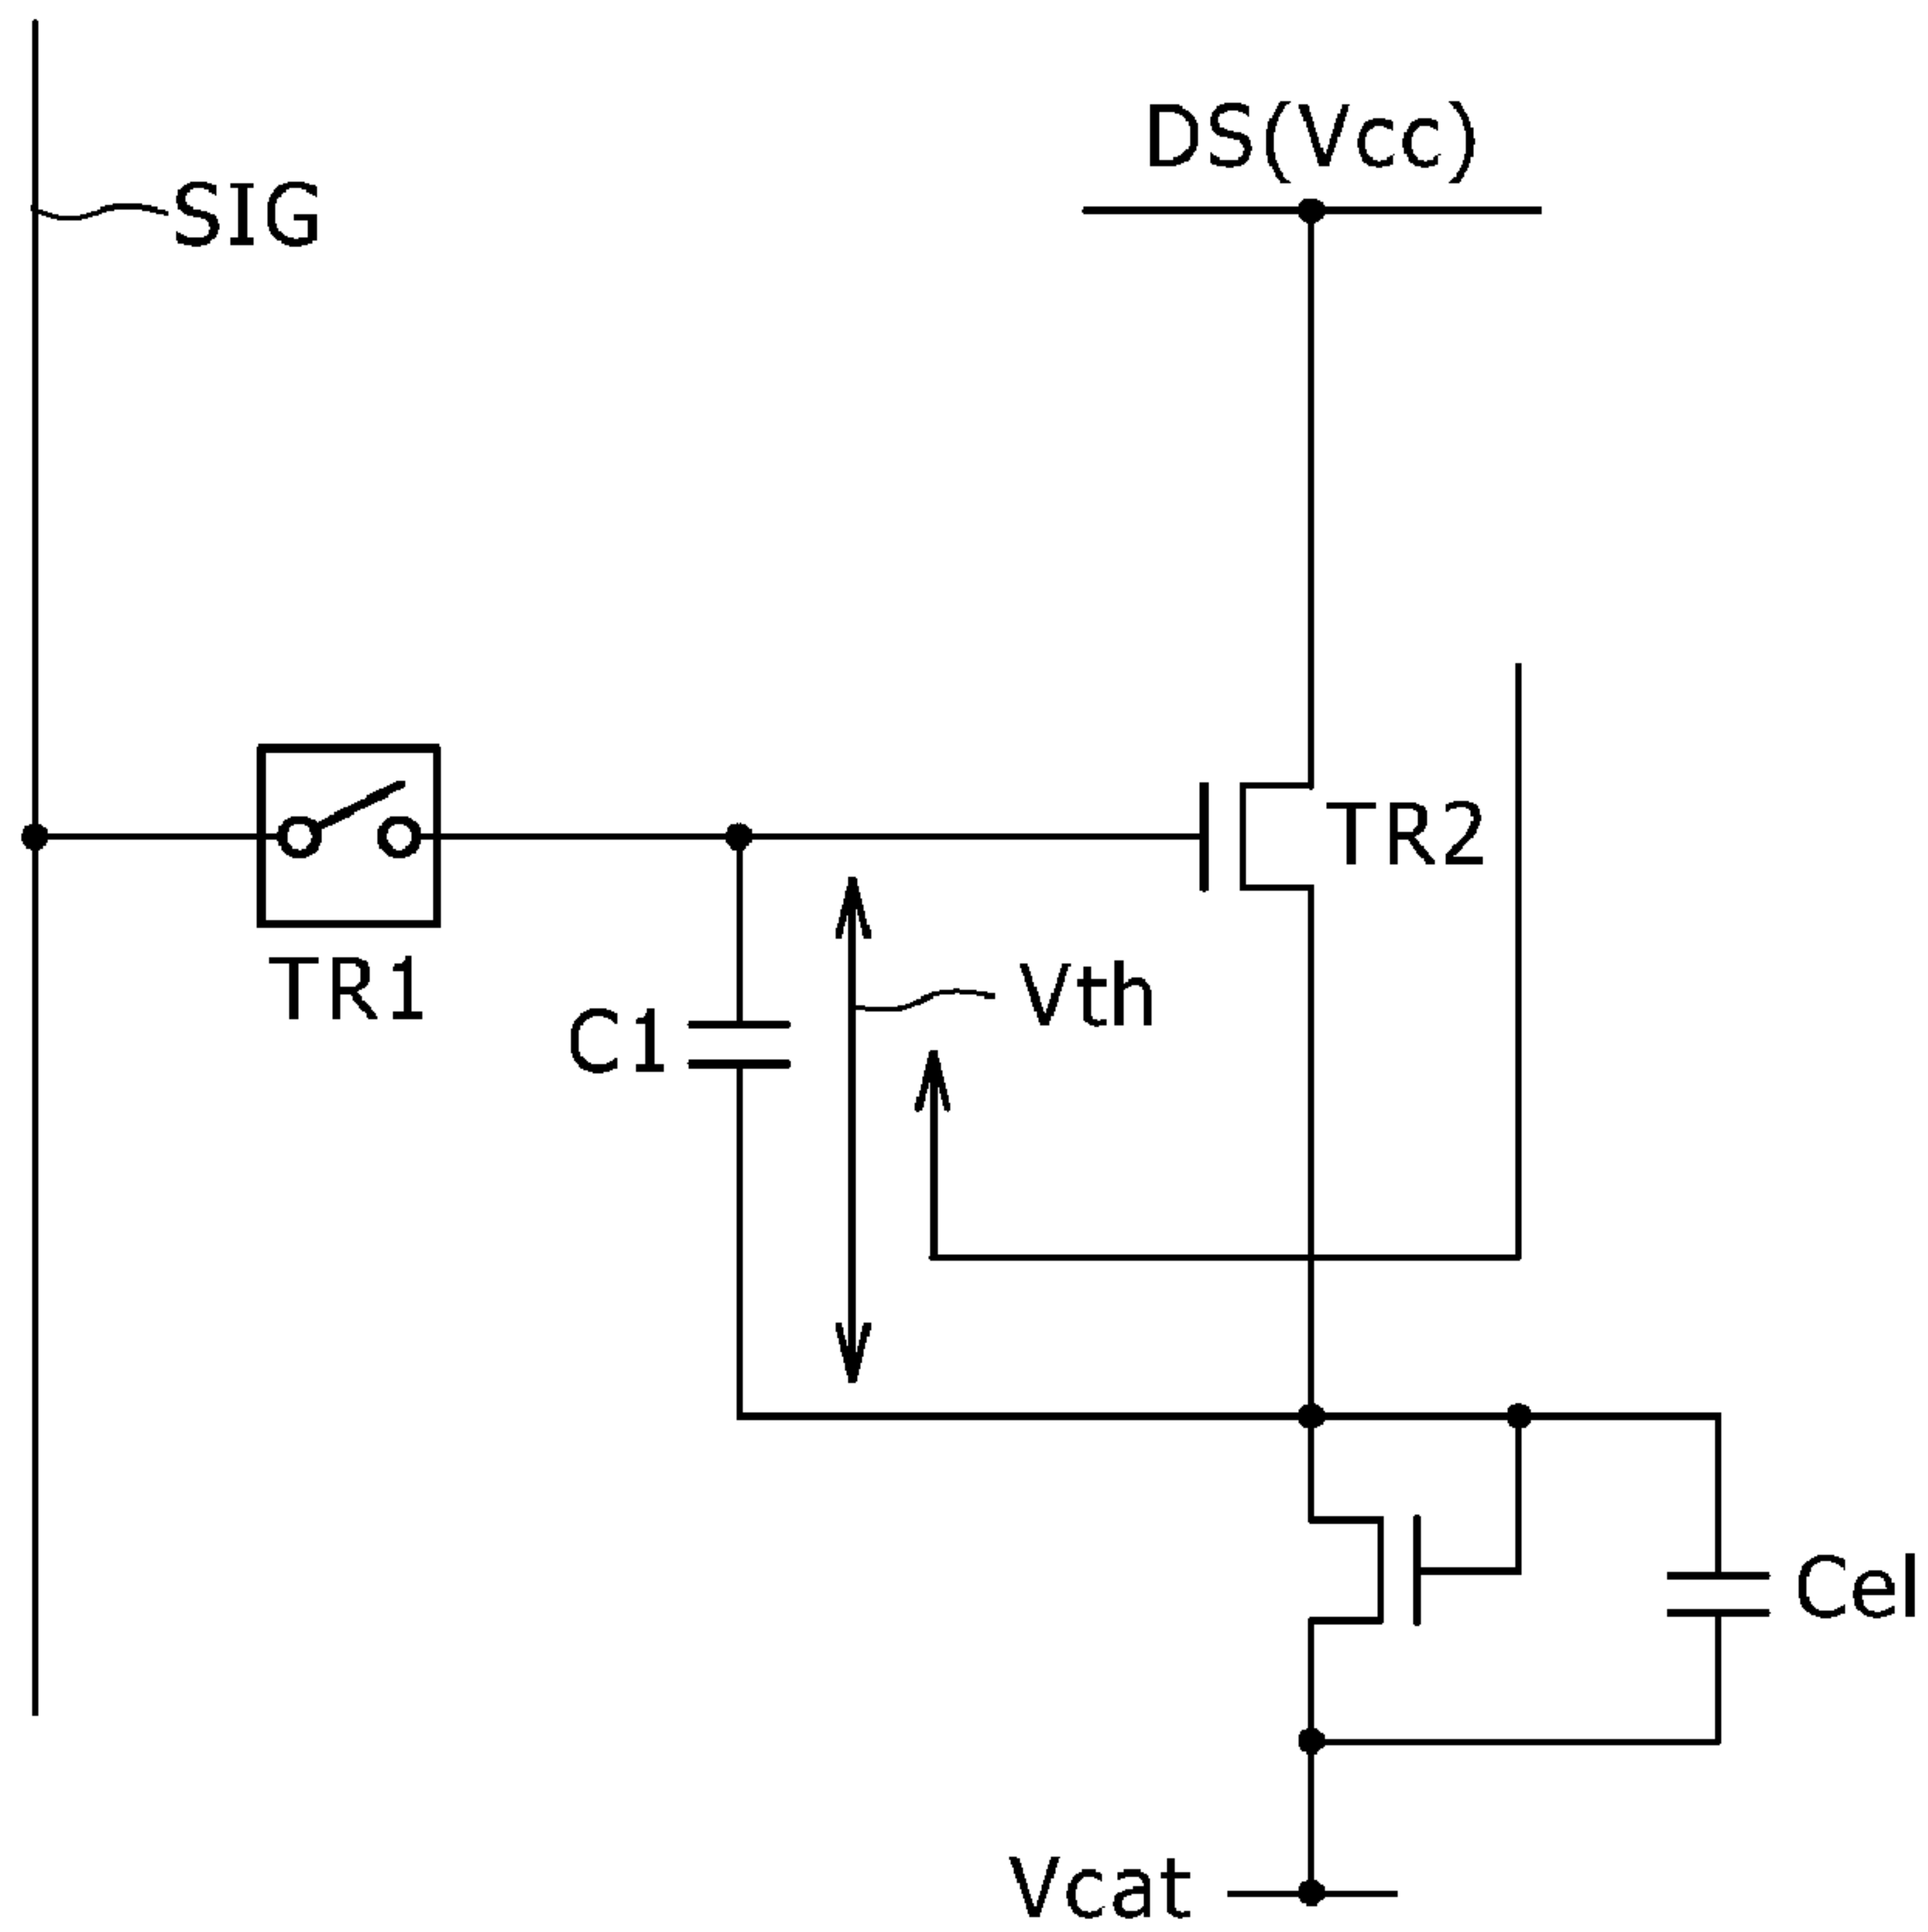 DS(Vcc)
SIG
TR2
TR1
Vth
C1
Cel
Vcat